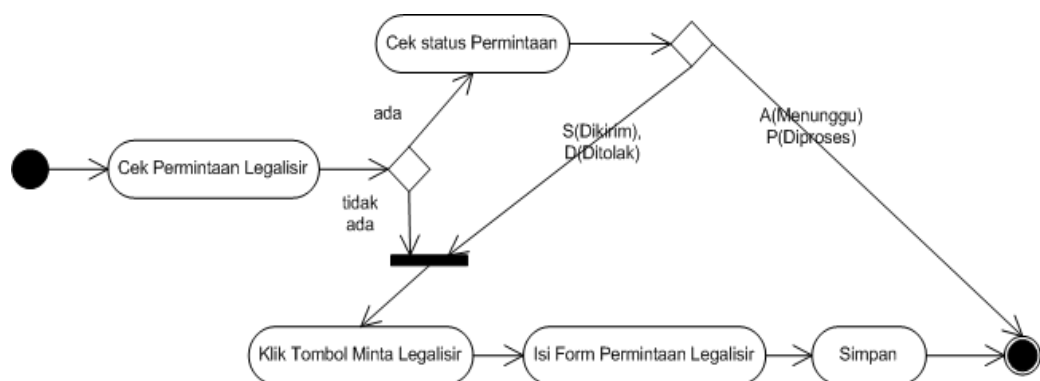 Cek status Permintaan
ada
A(Menunggu)
P(Diproses)
S(Dikirim),
D(Ditolak)
Cek Permintaan Legalisir
tidak
ada
Klik Tombol Minta Legalisir
Isi Form Permintaan Legalisir
Simpan